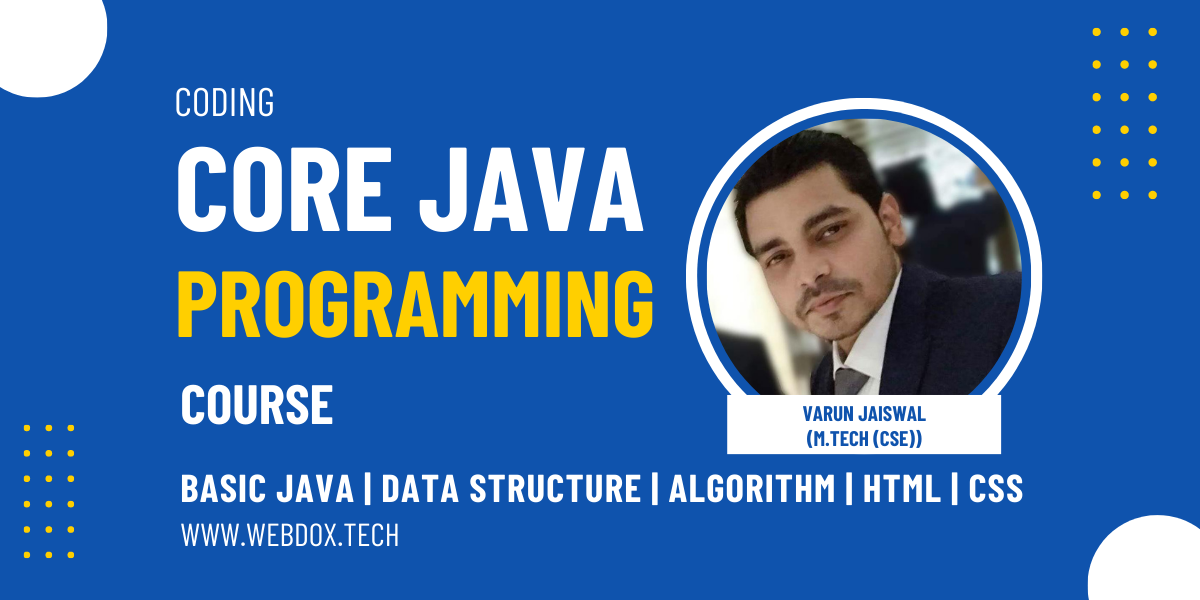 CODING
CORE JAVA
PROGRAMMING
COURSE
VARUN JAISWAL
(M.TECH (CSE))
BASIC JAVA | DATA STRUCTURE | ALGORITHM | HTML | CSS
WWW.WEBDOX.TECH